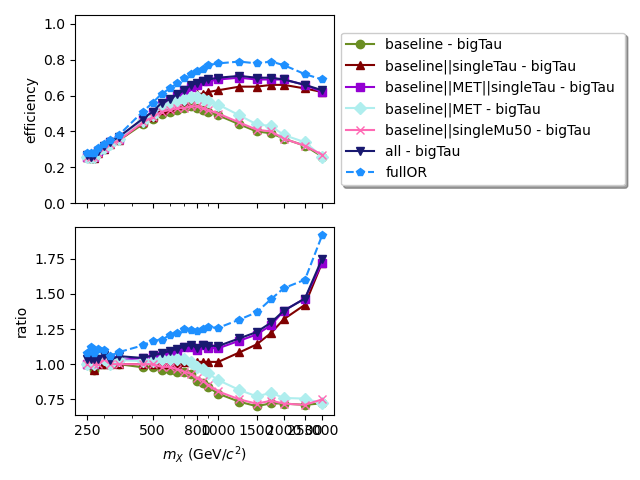 1.0
0.8
0.6
0.4
0.2
0.0
efficiency
baseline - bigTau
baseline||singleTau - bigTau
baseline||MET||singleTau - bigTau
baseline||MET - bigTau
baseline||singleMu50 - bigTau
all - bigTau
fullOR
1.75
1.50
1.25
1.00
0.75
ratio
250 500 800 1000 1500 2000 2500 3000
m_X (GeV/c²)